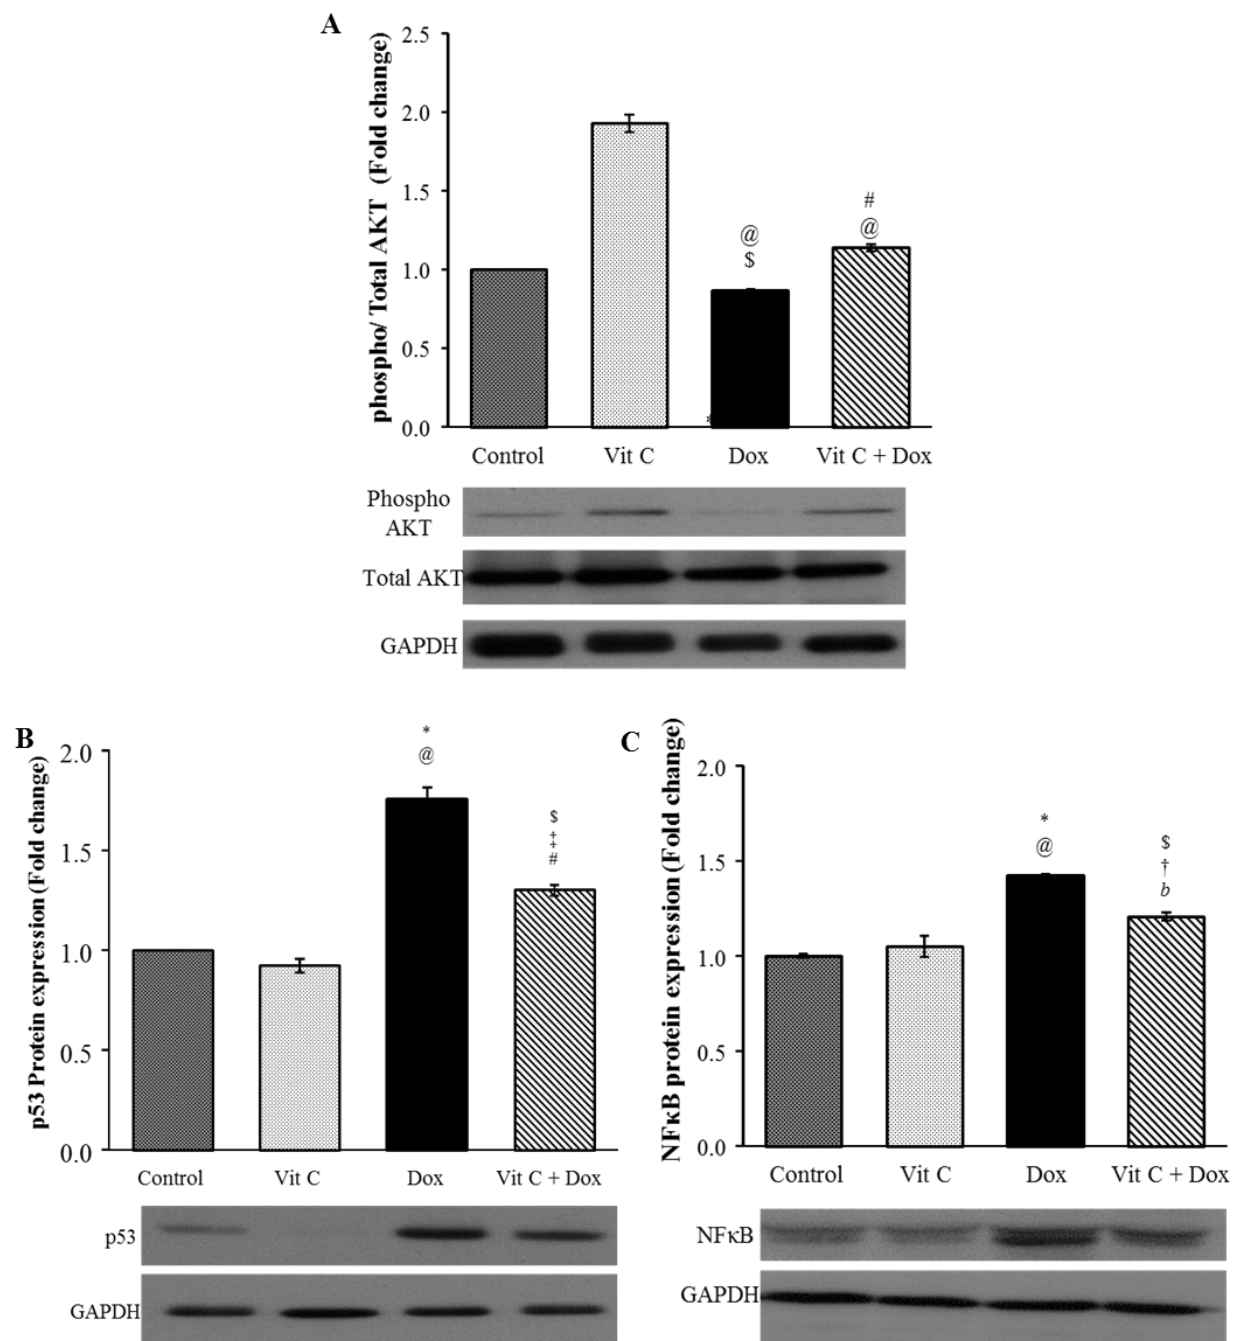 A
phospho/ Total AKT (Fold change)
2.5
2.0
1.5
1.0
0.5
0.0
@
$
#
@
*
Control Vit C Dox Vit C + Dox
Phospho
AKT
Total AKT
GAPDH
B
p53 Protein expression (Fold change)
2.0
1.5
1.0
0.5
0.0
*
@
$
‡
#
Control Vit C Dox Vit C + Dox
p53
GAPDH
C
NFκB protein expression (Fold change)
2.0
1.5
1.0
0.5
0.0
*
@
$
†
b
Control Vit C Dox Vit C + Dox
NFκB
GAPDH